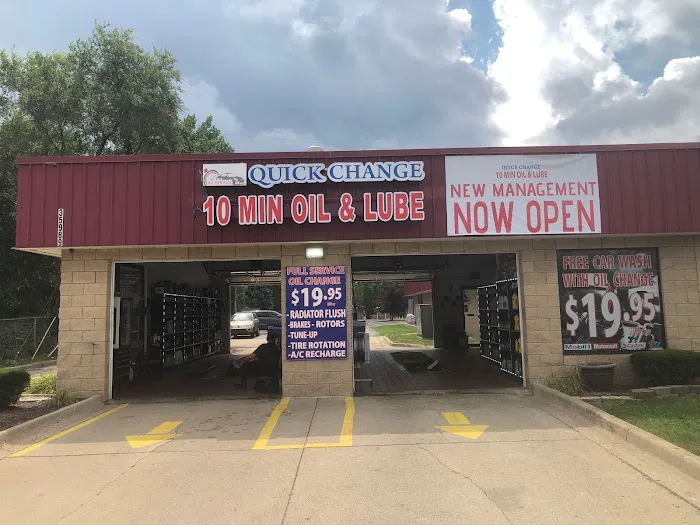 QUICK CHANGE
10 MIN OIL & LUBE
QUICK CHANGE
10 MIN OIL & LUBE
NEW MANAGEMENT
NOW OPEN
FULL SERVICE
OIL CHANGE
$19.95
- RADIATOR FLUSH
- BRAKES - ROTORS
- TUNE-UP
- TIRE ROTATION
- A/C RECHARGE
FREE CAR WASH
WITH OIL CHANGE
$19.95
Mobil 1 Motorcraft